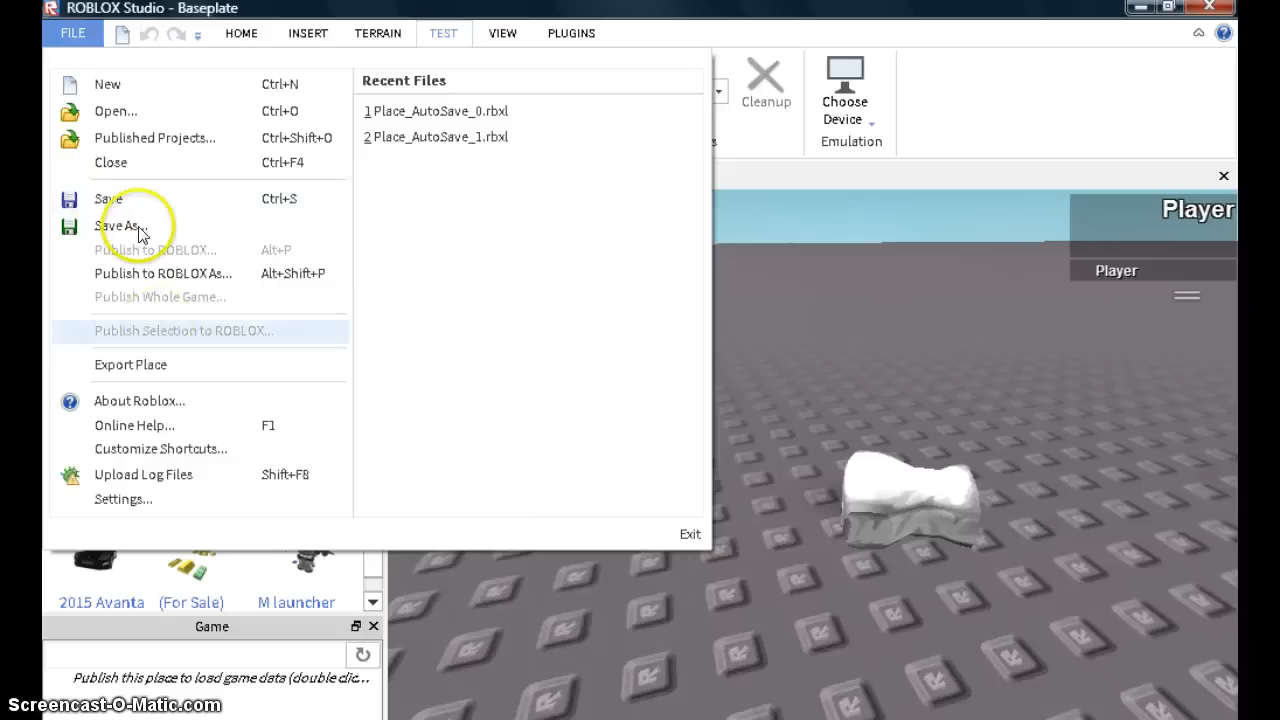 ROBLOX Studio - Baseplate
FILE HOME INSERT TERRAIN TEST VIEW PLUGINS
New Ctrl+N
Open... Ctrl+O
Published Projects... Ctrl+Shift+O
Close Ctrl+F4
Save Ctrl+S
Save As...
Publish to ROBLOX... Alt+P
Publish to ROBLOX As... Alt+Shift+P
Publish Whole Game...
Publish Selection to ROBLOX...
Export Place
About Roblox...
Online Help... F1
Customize Shortcuts...
Upload Log Files Shift+F8
Settings...
Recent Files
1 Place_AutoSave_0.rbxl
2 Place_AutoSave_1.rbxl
Exit
Cleanup
Choose
Device
Emulation
Player
Player
2015 Avanta (For Sale) M launcher
Game
Publish this place to load game data (double clic...
Screencast-O-Matic.com